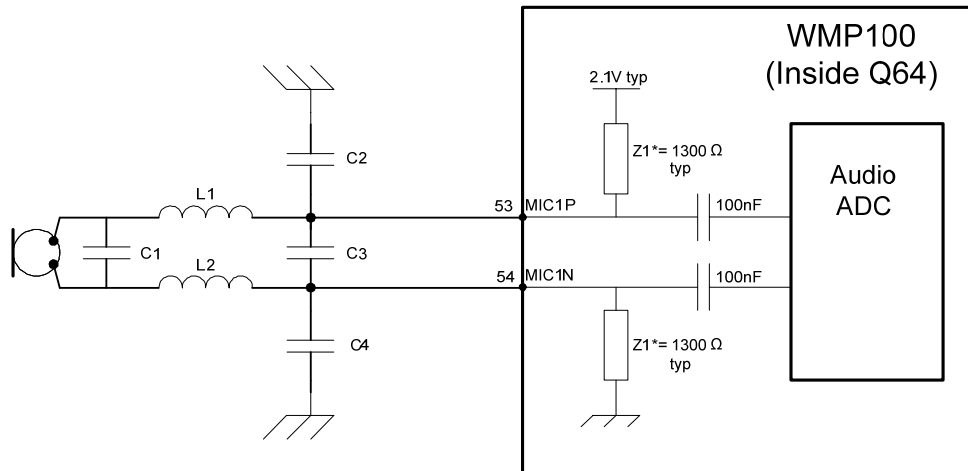 WMP100
(Inside Q64)
2.1V typ
C2
Z1*= 1300 Ω
typ
Audio
ADC
L1
53
MIC1P
100nF
C1
C3
L2
54
MIC1N
100nF
C4
Z1*= 1300 Ω
typ